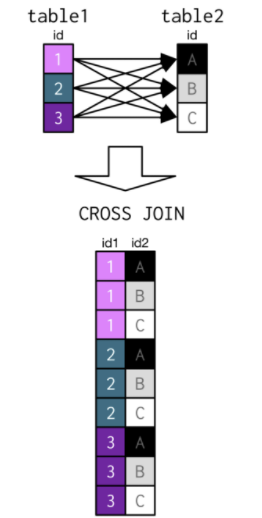 table1 table2
id id
1 A
2 B
3 C
CROSS JOIN
id1 id2
1 A
1 B
1 C
2 A
2 B
2 C
3 A
3 B
3 C